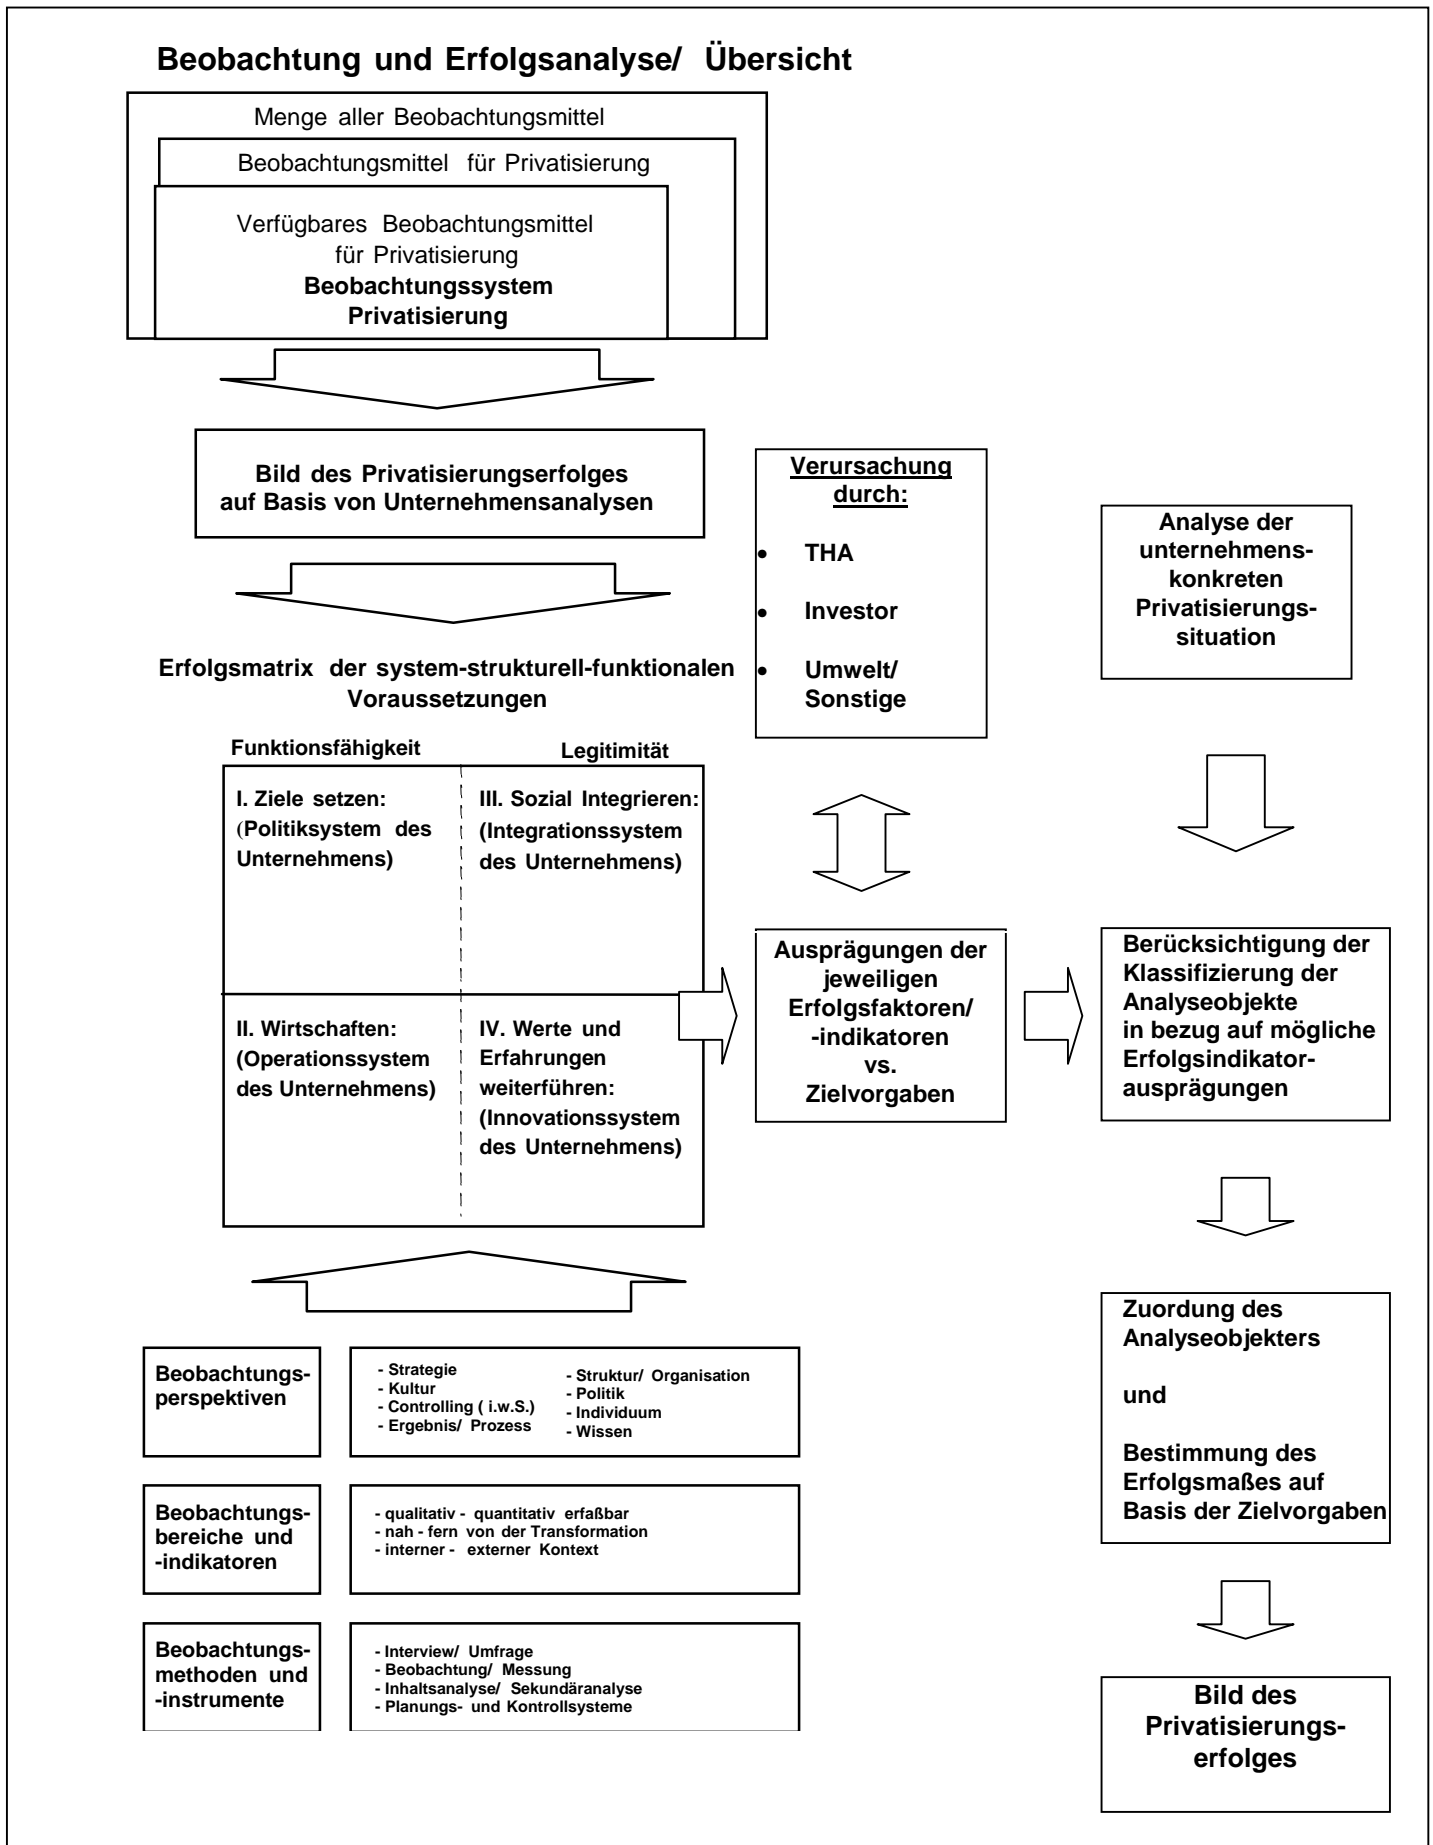 Beobachtung und Erfolgsanalyse/ Übersicht
Menge aller Beobachtungsmittel
Beobachtungsmittel für Privatisierung
Verfügbares Beobachtungsmittel
für Privatisierung
Beobachtungssystem
Privatisierung
Bild des Privatisierungserfolges
auf Basis von Unternehmensanalysen
Erfolgsmatrix der system-strukturell-funktionalen
Voraussetzungen
Funktionsfähigkeit
Legitimität
I. Ziele setzen:
(Politiksystem des
Unternehmens)
III. Sozial Integrieren:
(Integrationssystem
des Unternehmens)
II. Wirtschaften:
(Operationssystem
des Unternehmens)
IV. Werte und
Erfahrungen
weiterführen:
(Innovationssystem
des Unternehmens)
Verursachung
durch:
• THA
• Investor
• Umwelt/
Sonstige
Ausprägungen der
jeweiligen
Erfolgsfaktoren/
-indikatoren
vs.
Zielvorgaben
Analyse der
unternehmens-
konkreten
Privatisierungs-
situation
Berücksichtigung der
Klassifizierung der
Analyseobjekte
in bezug auf mögliche
Erfolgsindikator-
ausprägungen
Zuordung des
Analyseobjekters
und
Bestimmung des
Erfolgsmaßes auf
Basis der Zielvorgaben
Bild des
Privatisierungs-
erfolges
Beobachtungs-
perspektiven
- Strategie
- Kultur
- Controlling ( i.w.S.)
- Ergebnis/ Prozess
- Struktur/ Organisation
- Politik
- Individuum
- Wissen
Beobachtungs-
bereiche und
-indikatoren
- qualitativ - quantitativ erfaßbar
- nah - fern von der Transformation
- interner - externer Kontext
Beobachtungs-
methoden und
-instrumente
- Interview/ Umfrage
- Beobachtung/ Messung
- Inhaltsanalyse/ Sekundäranalyse
- Planungs- und Kontrollsysteme